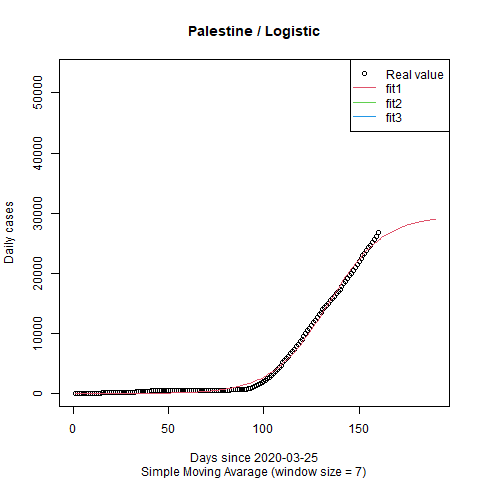 Palestine / Logistic
Real value
fit1
fit2
fit3
Daily cases
50000
40000
30000
20000
10000
0
0
50
100
150
Days since 2020-03-25
Simple Moving Avarage (window size = 7)